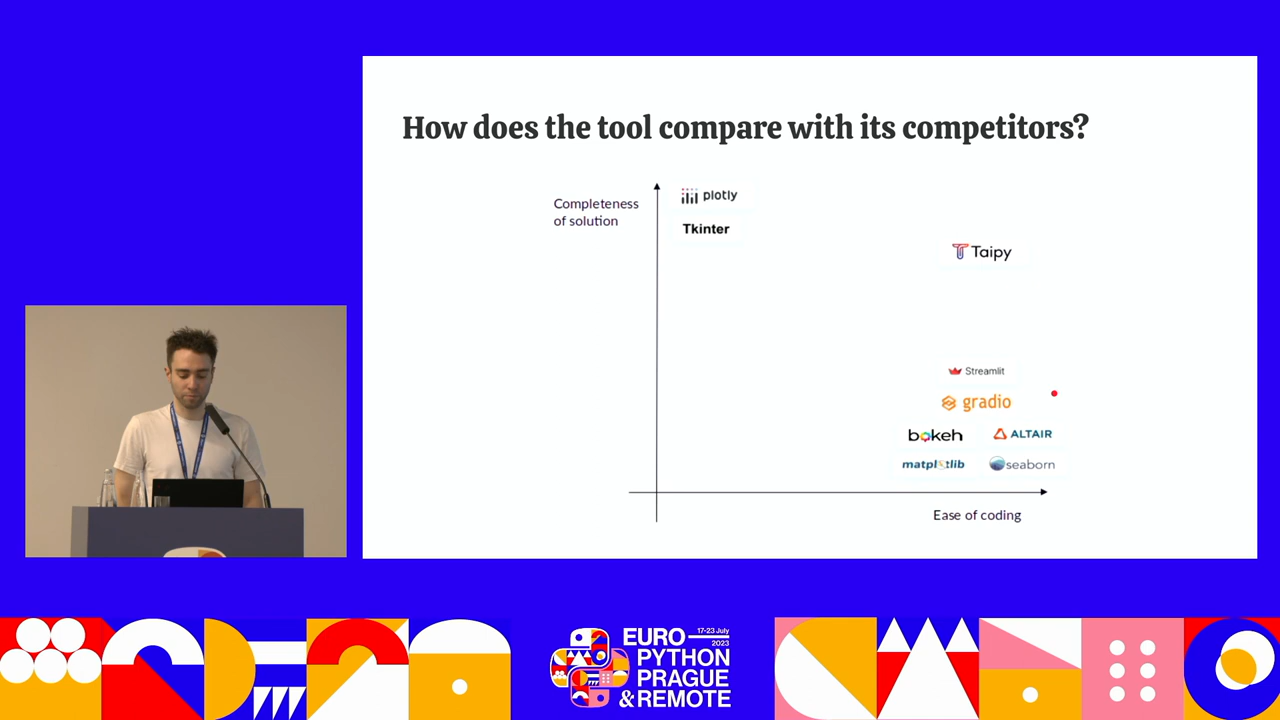 How does the tool compare with its competitors?
Completeness
of solution
plotly
Tkinter
Taipy
Streamlit
gradio
bokeh
ALTAIR
matplotlib
seaborn
Ease of coding
EURO
17-23 July
2023
PYTHON
PRAGUE
& REMOTE